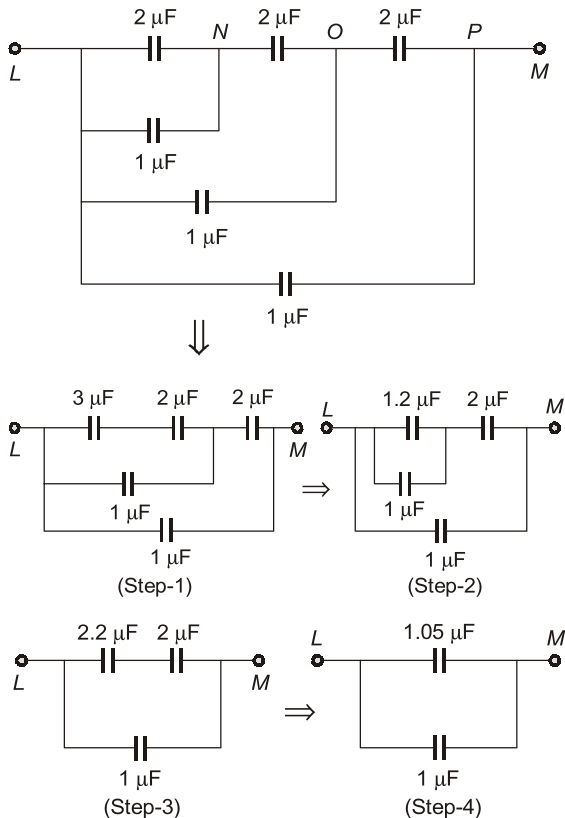 2 μF N 2 μF O 2 μF P
L M
1 μF
1 μF
1 μF
⇓
3 μF 2 μF 2 μF
L M
1 μF
1 μF
(Step-1)
⇒
L 1.2 μF 2 μF M
1 μF
1 μF
(Step-2)
2.2 μF 2 μF
L M
1 μF
(Step-3)
⇒
L 1.05 μF M
1 μF
(Step-4)